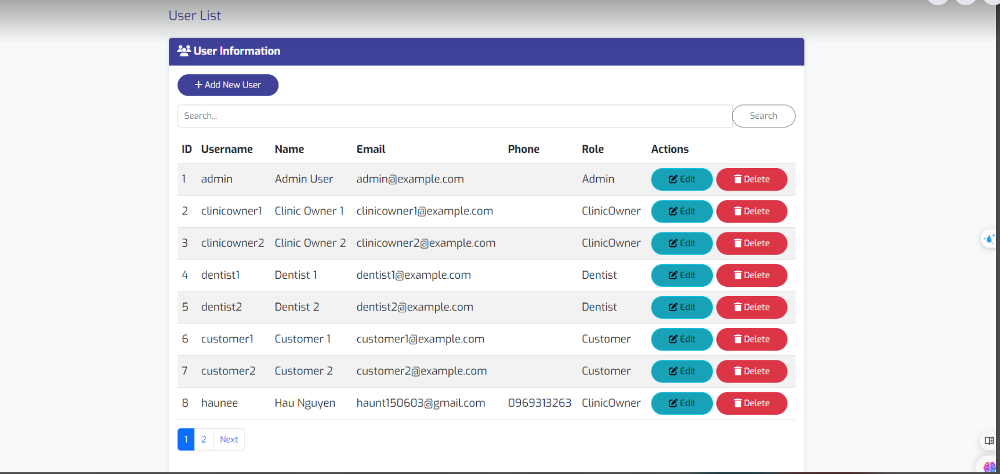 User List
User Information
Add New User
Search...
Search
ID Username Name Email Phone Role Actions
1 admin Admin User admin@example.com Admin Edit Delete
2 clinicowner1 Clinic Owner 1 clinicowner1@example.com ClinicOwner Edit Delete
3 clinicowner2 Clinic Owner 2 clinicowner2@example.com ClinicOwner Edit Delete
4 dentist1 Dentist 1 dentist1@example.com Dentist Edit Delete
5 dentist2 Dentist 2 dentist2@example.com Dentist Edit Delete
6 customer1 Customer 1 customer1@example.com Customer Edit Delete
7 customer2 Customer 2 customer2@example.com Customer Edit Delete
8 haunee Hau Nguyen haunt150603@gmail.com 0969313263 ClinicOwner Edit Delete
1 2 Next